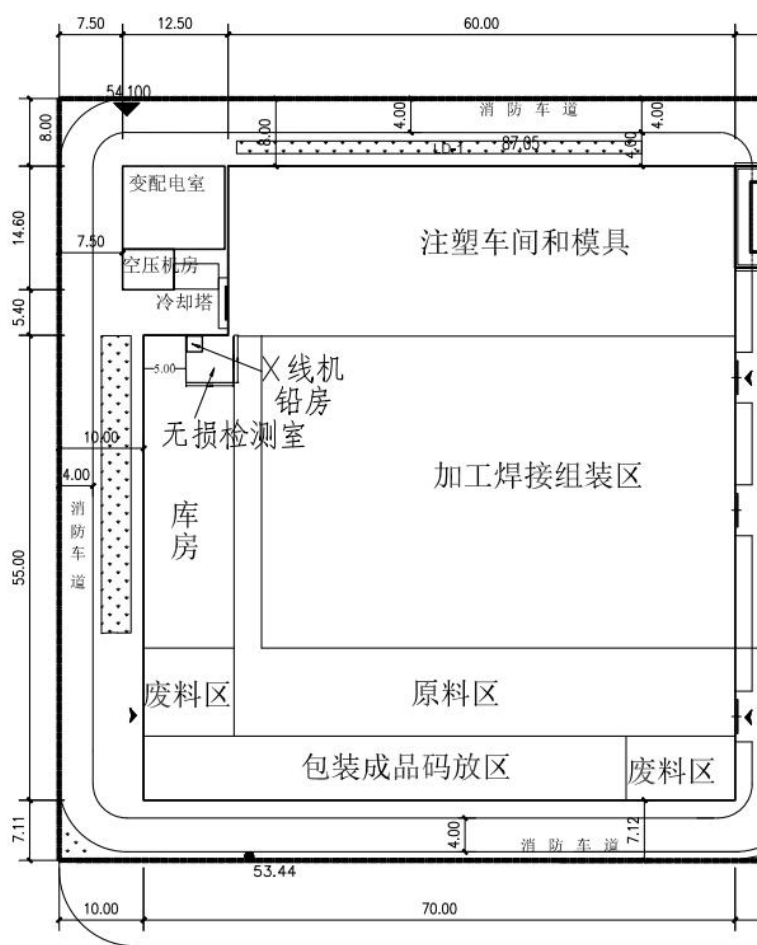 7.50
12.50
60.00
54.100
8.00
消防车道
8.00
4.00
4.00
87.05
4.00
LD-1
变配电室
14.60
注塑车间和模具
7.50
空压机房
冷却塔
5.40
5.00
X线机
铅房
无损检测室
10.00
加工焊接组装区
4.00
库房
消防车道
55.00
废料区
原料区
包装成品码放区
废料区
7.11
4.00
消防车道
7.12
53.44
10.00
70.00